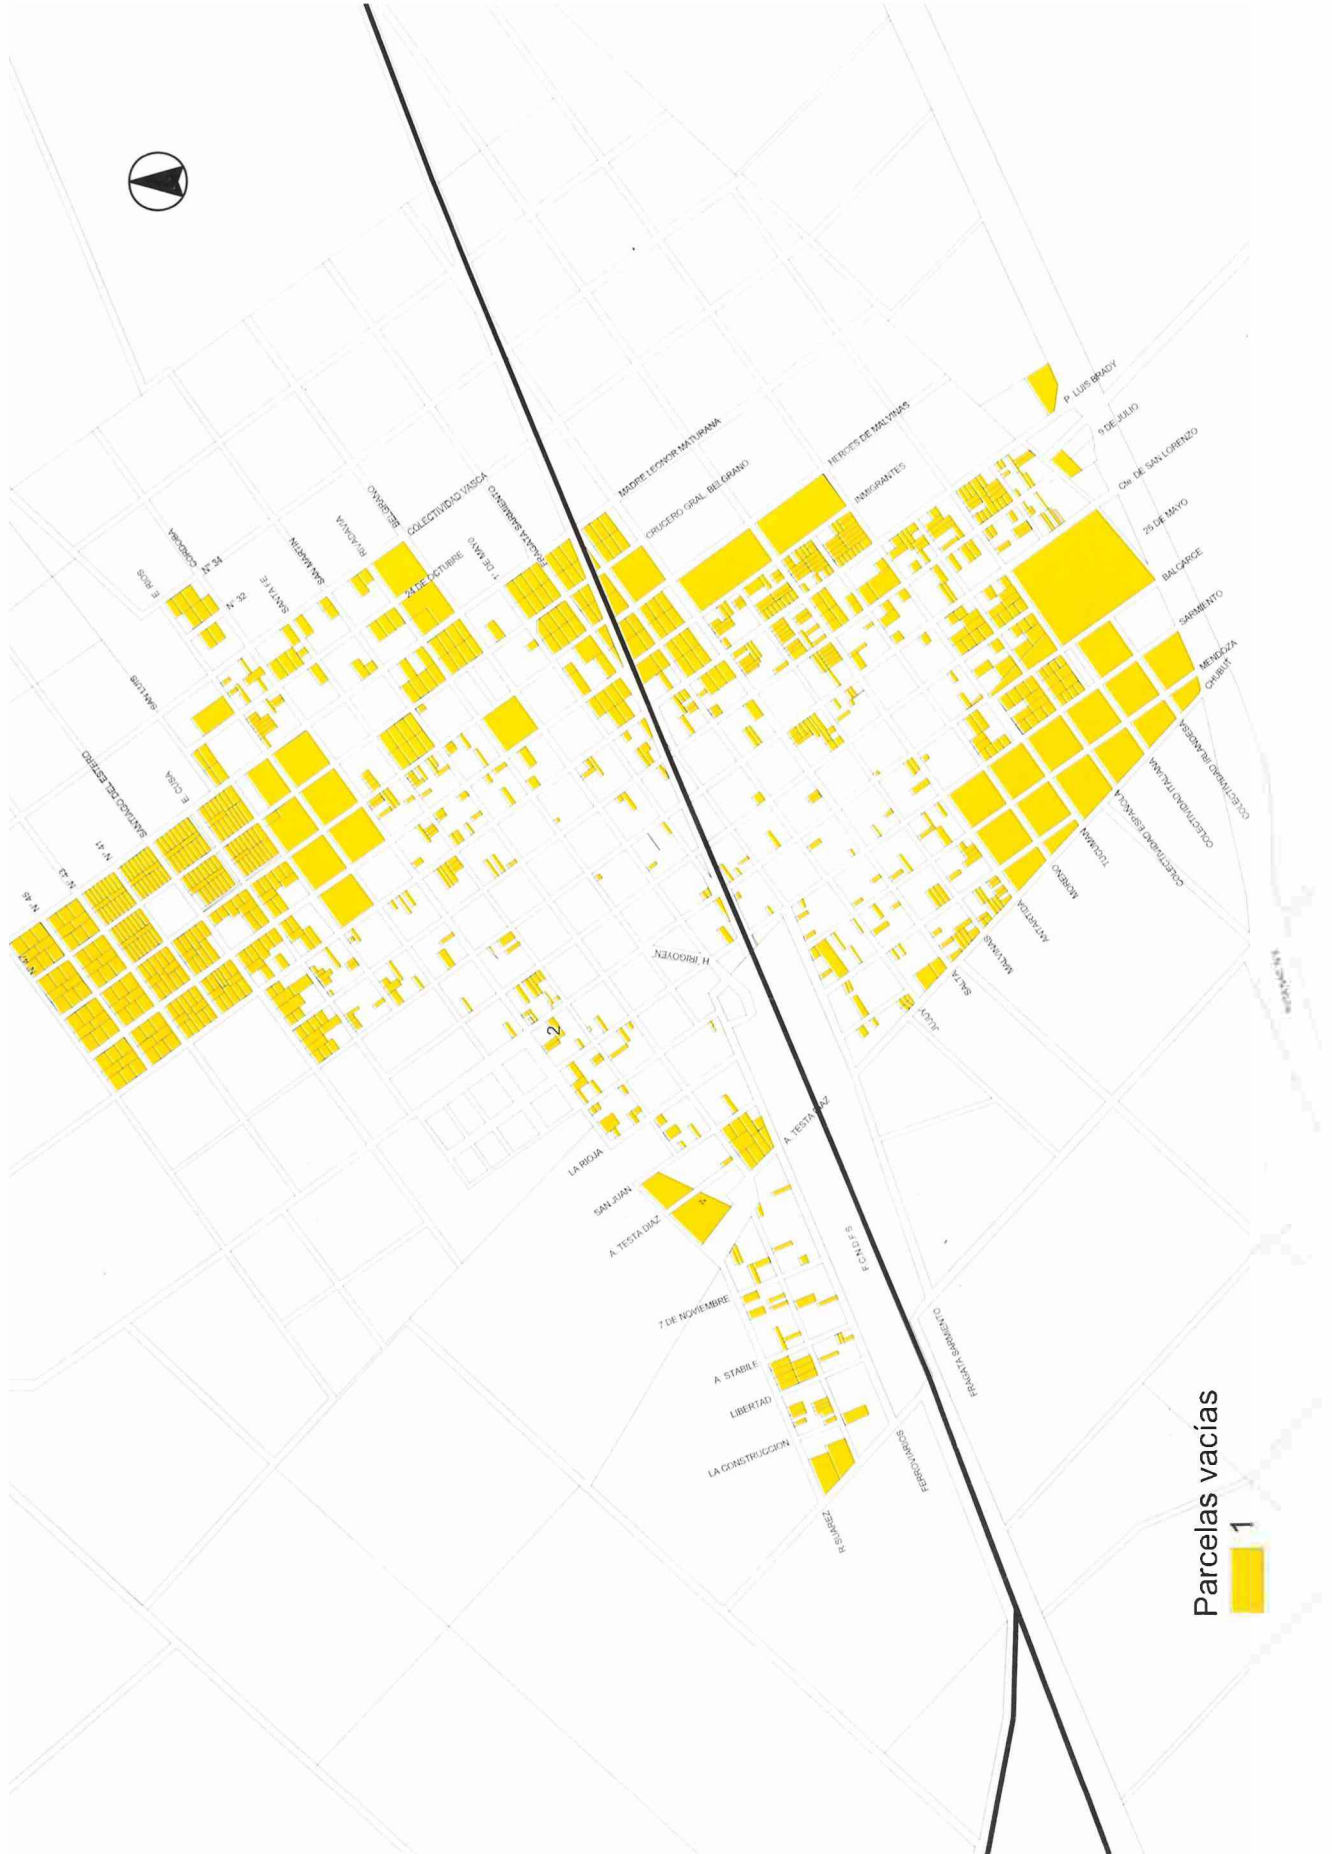 E. RIOS
CORDOBA
N° 34
N° 32
SANTA FE
SAN MARTIN
RIVADAVIA
BELGRANO
COLECTIVIDAD VASCA
24 DE OCTUBRE
1° DE MAYO
FRAGATA SARMIENTO
MADRE LEONOR MATURANA
CRUCERO GRAL. BELGRANO
HEROES DE MALVINAS
INMIGRANTES
P. LUIS BRADY
9 DE JULIO
Cte. DE SAN LORENZO
25 DE MAYO
BALCARCE
SARMIENTO
MENDOZA
CHUBUT
COLECTIVIDAD IRLANDESA
COLECTIVIDAD ITALIANA
COLECTIVIDAD ESPAÑOLA
TUCUMAN
MORENO
ANTARTIDA
MALVINAS
SALTA
JUJUY
SAN LUIS
E. CUSA
SANTIAGO DEL ESTERO
N° 41
N° 43
N° 45
N° 47
H. IRIGOYEN
2
LA RIOJA
SAN JUAN
A. TESTA DIAZ
A. TESTA DIAZ
7 DE NOVIEMBRE
A. STABILE
LIBERTAD
LA CONSTRUCCION
R. SUAREZ
FERROVIARIOS
F.C.N.D.F.S
FRAGATA SARMIENTO
Parcelas vacías
1